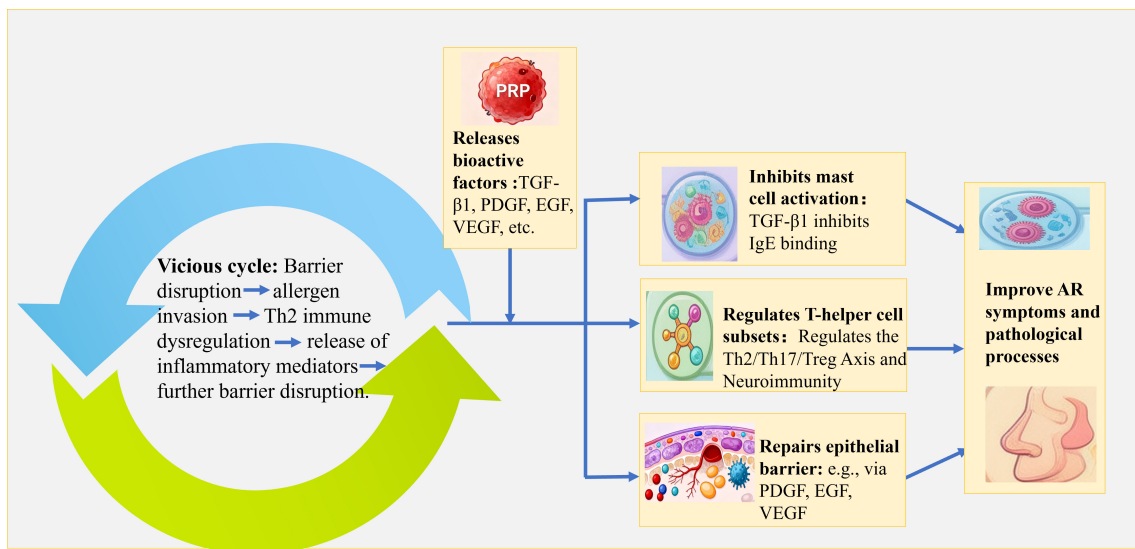 PRP
Releases
bioactive
factors :TGF-
β1, PDGF, EGF,
VEGF, etc.
Vicious cycle: Barrier
disruption → allergen
invasion → Th2 immune
dysregulation → release of
inflammatory mediators →
further barrier disruption.
Inhibits mast
cell activation：
TGF-β1 inhibits
IgE binding
Regulates T-helper cell
subsets： Regulates the
Th2/Th17/Treg Axis and
Neuroimmunity
Repairs epithelial
barrier: e.g., via
PDGF, EGF,
VEGF
Improve AR
symptoms and
pathological
processes